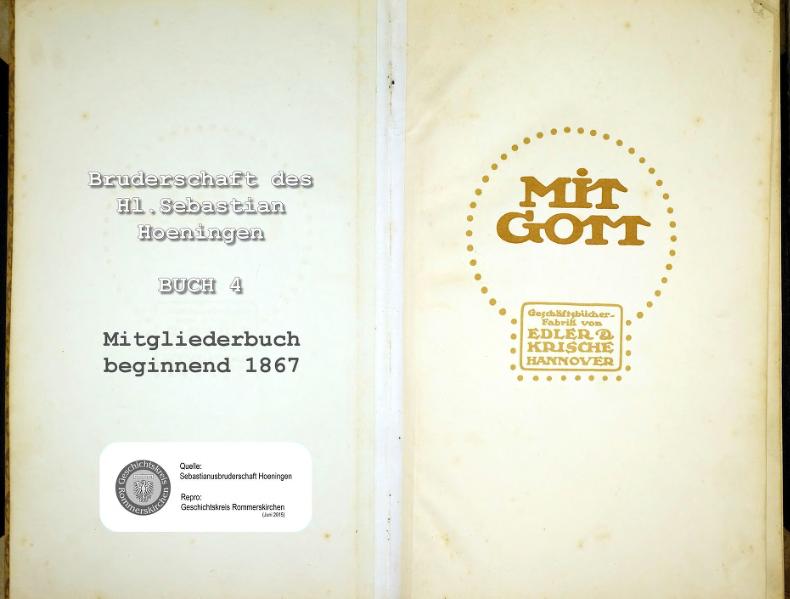 Bruderschaft des
Hl.Sebastian
Hoeningen
BUCH 4
Mitgliederbuch
beginnend 1867
Geschichtskreis
Rommerskirchen
Quelle:
Sebastianusbruderschaft Hoeningen
Repro:
Geschichtskreis Rommerskirchen
(Juni 2015)
MIT
GOTT
Geschäftsbücher-
Fabrik von
EDLER &
KRISCHE
HANNOVER